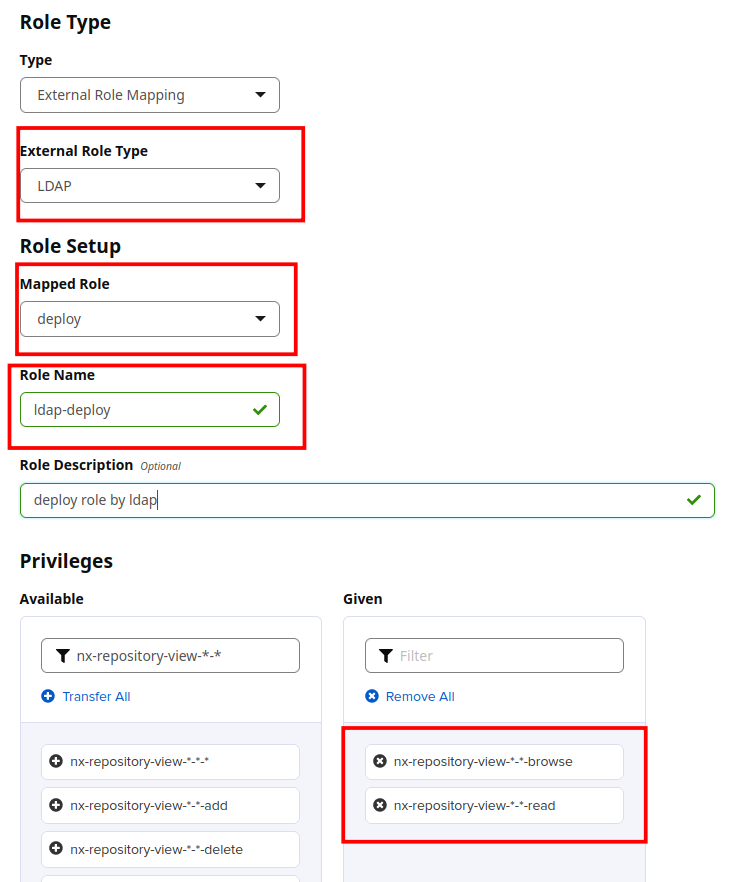 Role Type
Type
External Role Mapping
External Role Type
LDAP
Role Setup
Mapped Role
deploy
Role Name
ldap-deploy
Role Description Optional
deploy role by ldap
Privileges
Available
Given
nx-repository-view-*-*
Filter
Transfer All
Remove All
nx-repository-view-*-*-*
nx-repository-view-*-*-browse
nx-repository-view-*-*-add
nx-repository-view-*-*-read
nx-repository-view-*-*-delete